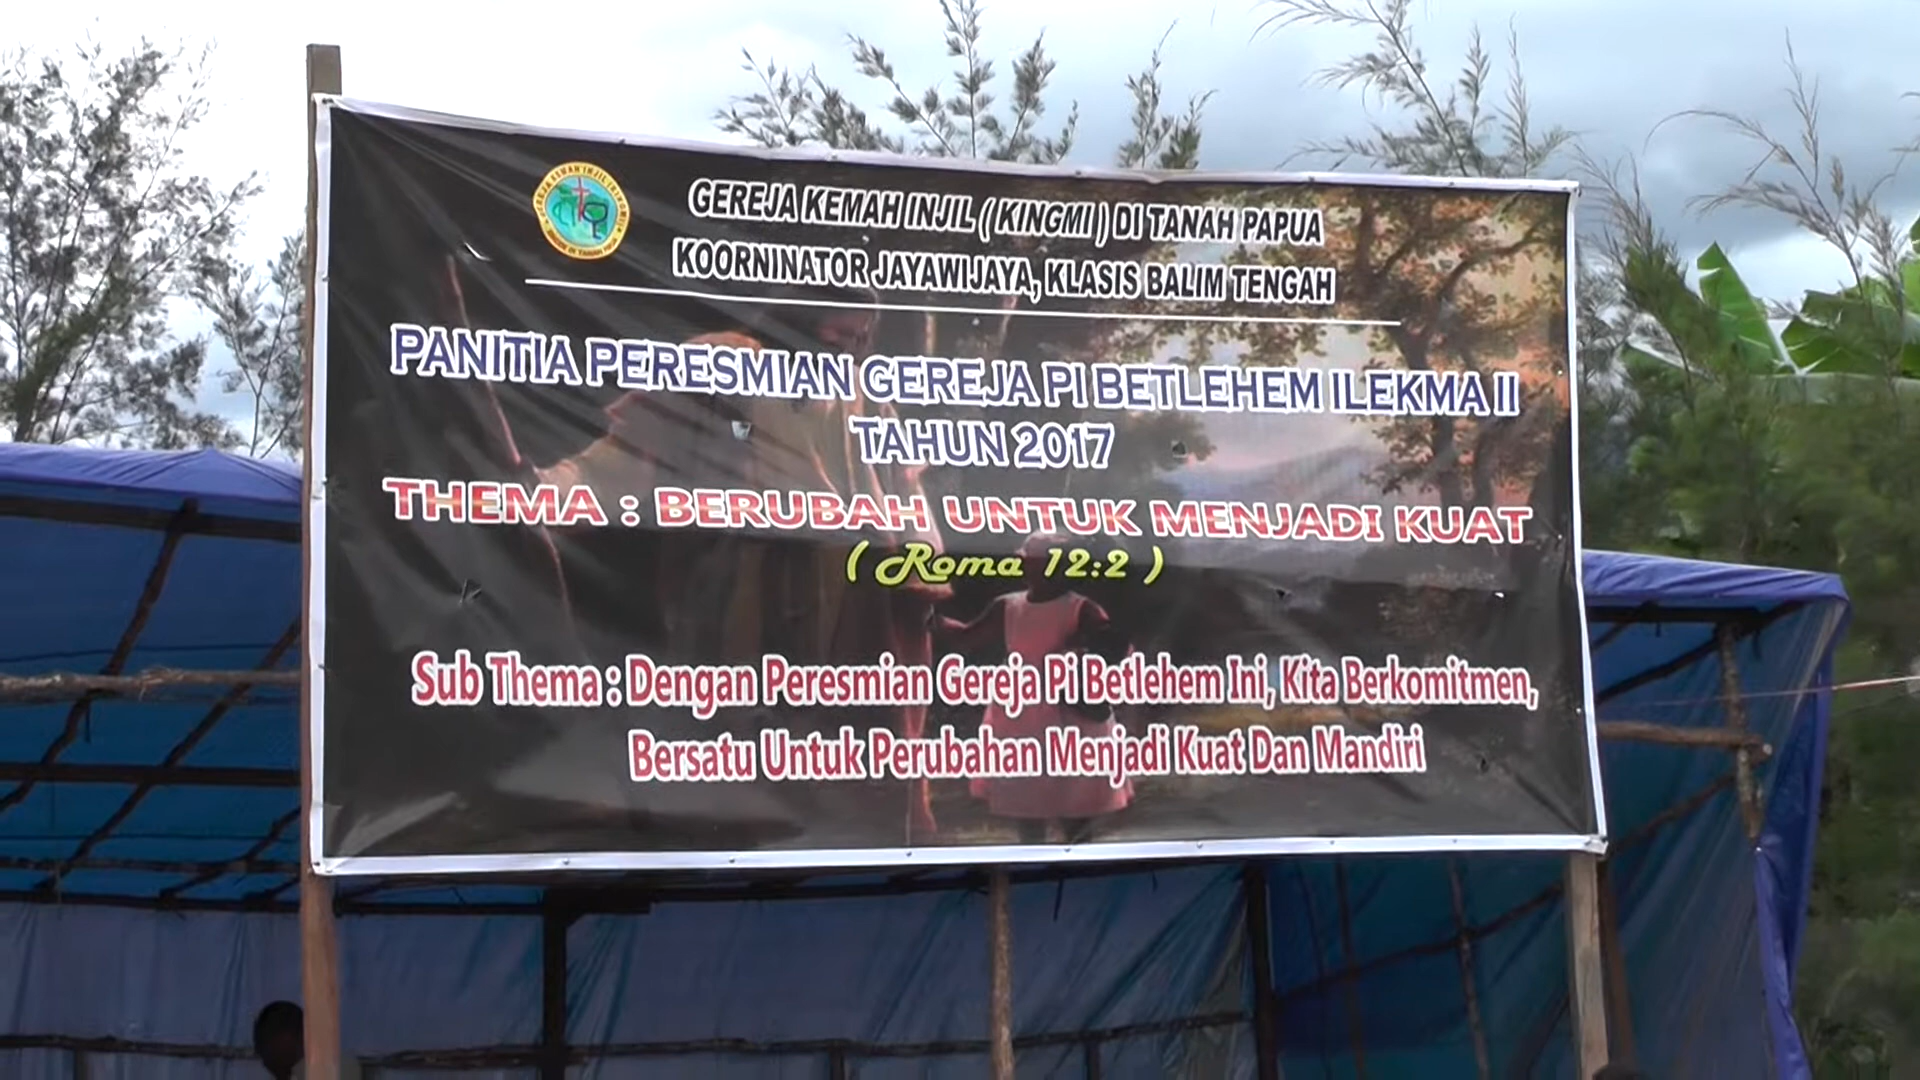 GEREJA KEMAH INJIL ( KINGMI ) DI TANAH PAPUA
KOORNINATOR JAYAWIJAYA, KLASIS BALIM TENGAH
PANITIA PERESMIAN GEREJA PI BETLEHEM ILEKMA II
TAHUN 2017
THEMA : BERUBAH UNTUK MENJADI KUAT
( Roma 12:2 )
Sub Thema : Dengan Peresmian Gereja Pi Betlehem Ini, Kita Berkomitmen,
Bersatu Untuk Perubahan Menjadi Kuat Dan Mandiri